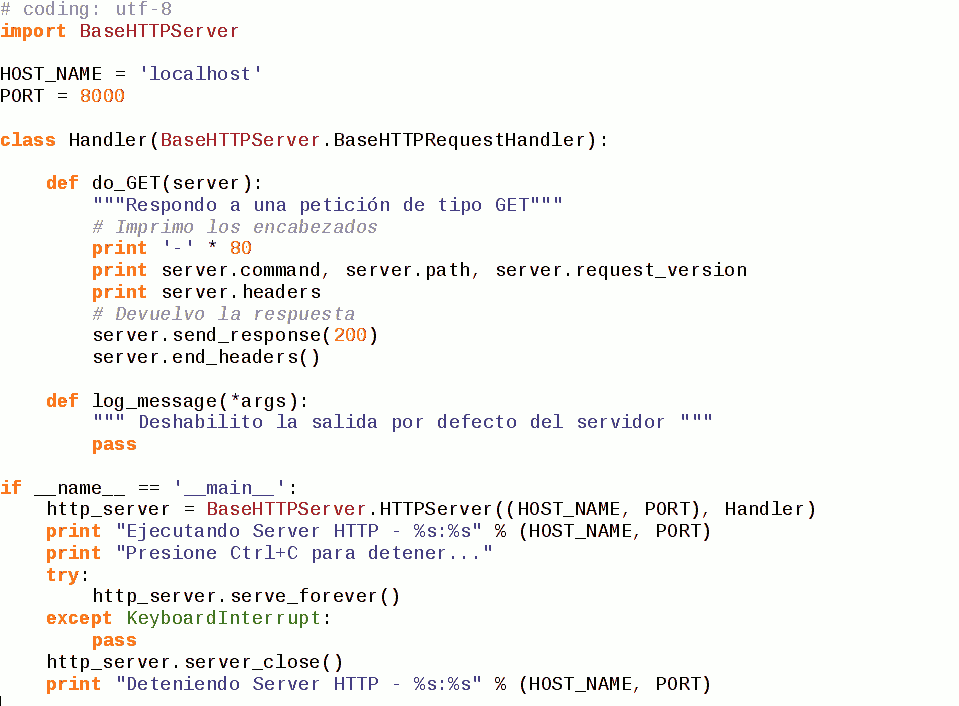 # coding: utf-8
import BaseHTTPServer

HOST_NAME = 'localhost'
PORT = 8000

class Handler(BaseHTTPServer.BaseHTTPRequestHandler):

    def do_GET(server):
        """Respondo a una petición de tipo GET"""
        # Imprimo los encabezados
        print '-' * 80
        print server.command, server.path, server.request_version
        print server.headers
        # Devuelvo la respuesta
        server.send_response(200)
        server.end_headers()

    def log_message(*args):
        """ Deshabilito la salida por defecto del servidor """
        pass

if __name__ == '__main__':
    http_server = BaseHTTPServer.HTTPServer((HOST_NAME, PORT), Handler)
    print "Ejecutando Server HTTP - %s:%s" % (HOST_NAME, PORT)
    print "Presione Ctrl+C para detener..."
    try:
        http_server.serve_forever()
    except KeyboardInterrupt:
        pass
    http_server.server_close()
    print "Deteniendo Server HTTP - %s:%s" % (HOST_NAME, PORT)